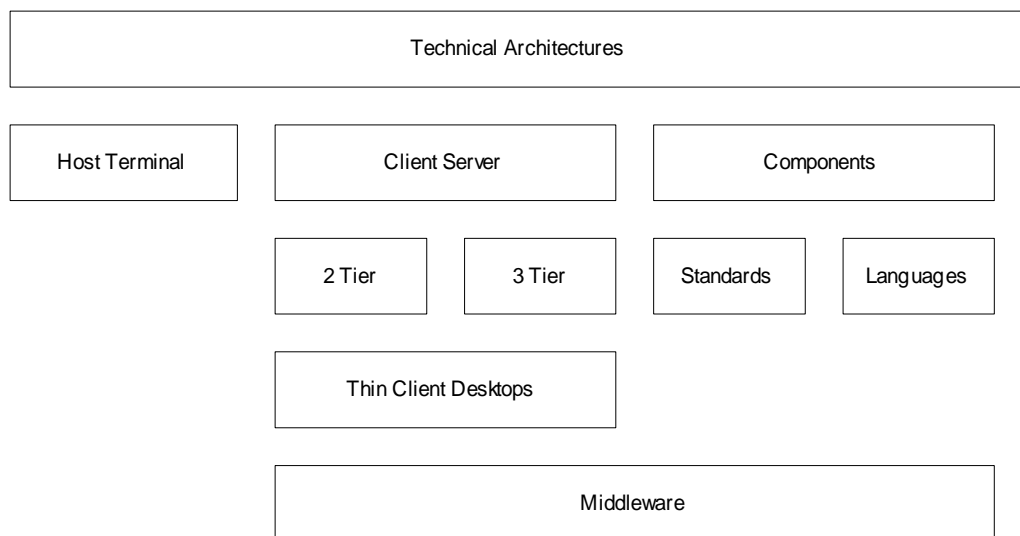 Technical Architectures
Host Terminal
Client Server
Components
2 Tier
3 Tier
Standards
Languages
Thin Client Desktops
Middleware